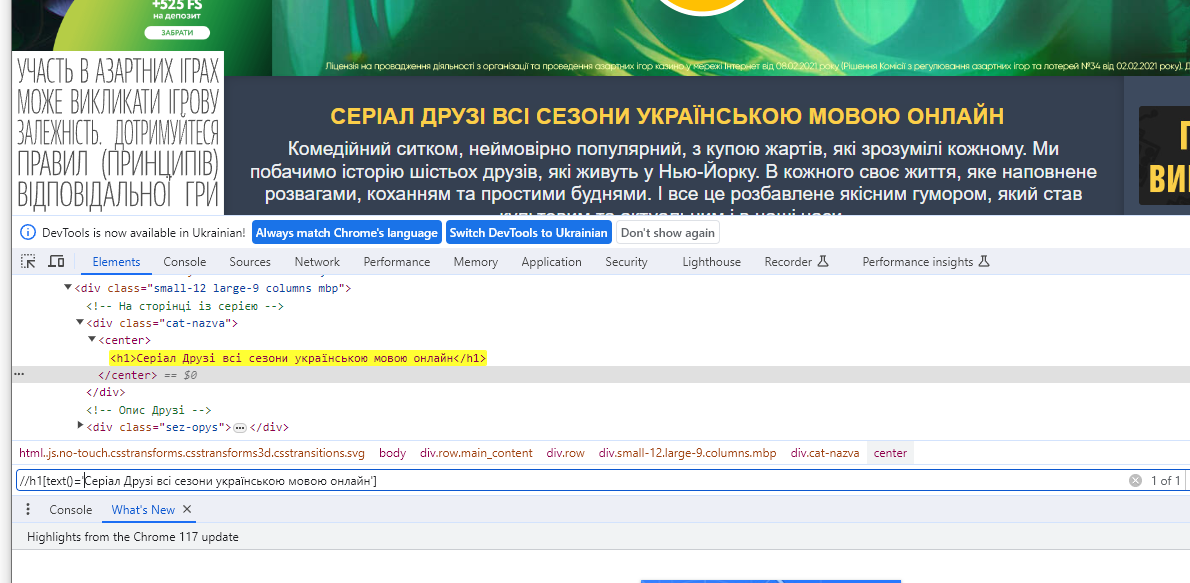 +525 FS
на депозит
ЗАБРАТИ
УЧАСТЬ В АЗАРТНИХ ІГРАХ
МОЖЕ ВИКЛИКАТИ ІГРОВУ
ЗАЛЕЖНІСТЬ. ДОТРИМУЙТЕСЯ
ПРАВИЛ (ПРИНЦИПІВ)
ВІДПОВІДАЛЬНОЇ ГРИ
Ліцензія на провадження діяльності з організації та проведення азартних ігор казино у мережі Інтернет від 08.02.2021 року (Рішення Комісії з регулювання азартних ігор та лотерей №34 від 02.02.2021 року). Д
СЕРІАЛ ДРУЗІ ВСІ СЕЗОНИ УКРАЇНСЬКОЮ МОВОЮ ОНЛАЙН
Комедійний ситком, неймовірно популярний, з купою жартів, які зрозумілі кожному. Ми
побачимо історію шістьох друзів, які живуть у Нью-Йорку. В кожного своє життя, яке наповнене
розвагами, коханням та простими буднями. І все це розбавлене якісним гумором, який став
культовим та актуальним і в наші часи
П
ВИ
DevTools is now available in Ukrainian! Always match Chrome's language Switch DevTools to Ukrainian Don't show again
Elements Console Sources Network Performance Memory Application Security Lighthouse Recorder Performance insights
<div class="small-12 large-9 columns mbp">
<!-- На сторінці із серією -->
<div class="cat-nazva">
<center>
<h1>Серіал Друзі всі сезони українською мовою онлайн</h1>
</center> == $0
</div>
<!-- Опис Друзі -->
<div class="sez-opys">…</div>
html..js.no-touch.csstransforms.csstransforms3d.csstransitions.svg body div.row.main_content div.row div.small-12.large-9.columns.mbp div.cat-nazva center
//h1[text()='Серіал Друзі всі сезони українською мовою онлайн'] 1 of 1
Console What's New
Highlights from the Chrome 117 update